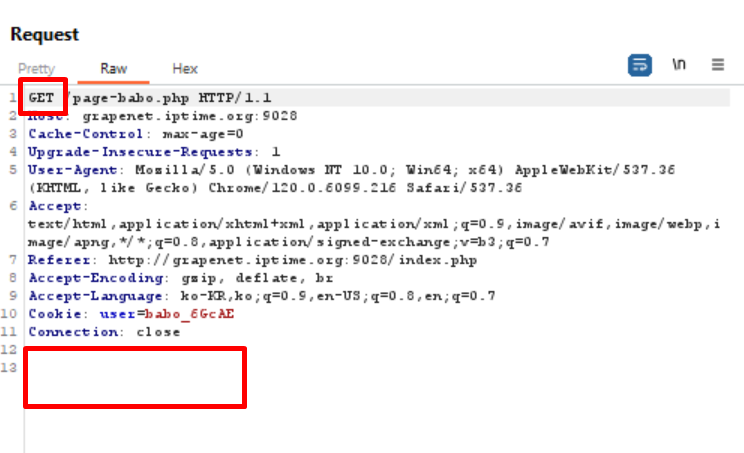 Request
Pretty Raw Hex
\n
1 GET /page-babo.php HTTP/1.1
2 Host: grapenet.iptime.org:9028
3 Cache-Control: max-age=0
4 Upgrade-Insecure-Requests: 1
5 User-Agent: Mozilla/5.0 (Windows NT 10.0; Win64; x64) AppleWebKit/537.36
(KHTML, like Gecko) Chrome/120.0.6099.216 Safari/537.36
6 Accept:
text/html,application/xhtml+xml,application/xml;q=0.9,image/avif,image/webp,i
mage/apng,*/*;q=0.8,application/signed-exchange;v=b3;q=0.7
7 Referer: http://grapenet.iptime.org:9028/index.php
8 Accept-Encoding: gzip, deflate, br
9 Accept-Language: ko-KR,ko;q=0.9,en-US;q=0.8,en;q=0.7
10 Cookie: user=babo_6GcAE
11 Connection: close
12
13